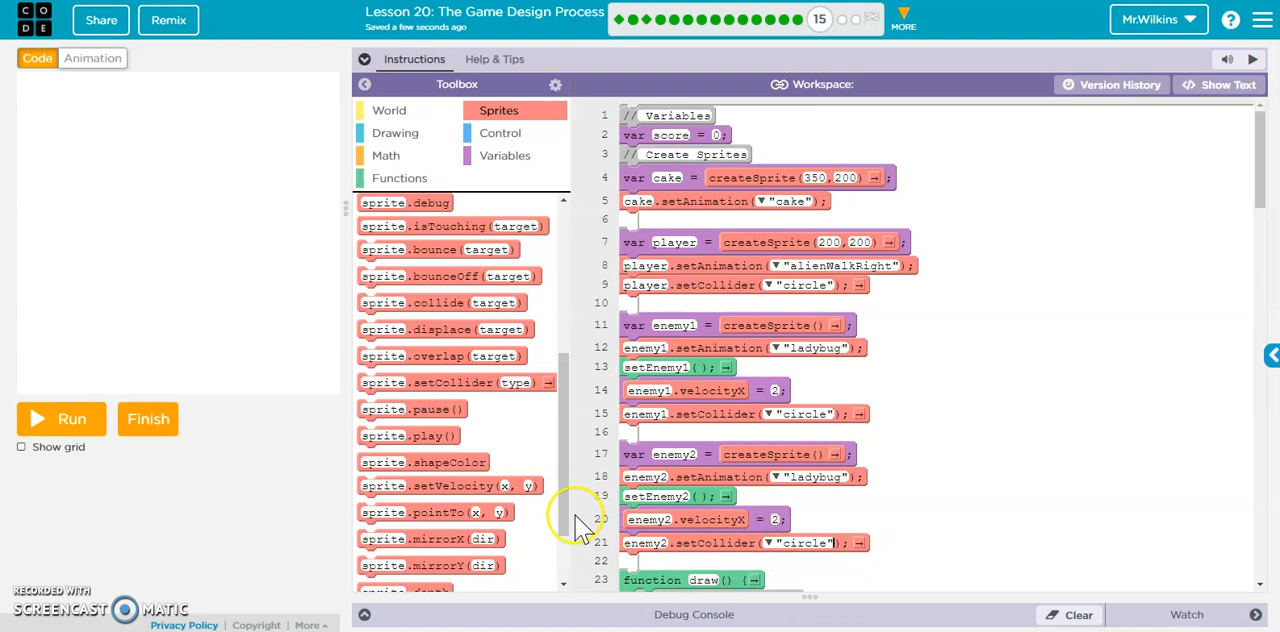 C O
D E
Share
Remix
Lesson 20: The Game Design Process
Saved a few seconds ago
15
MORE
Mr.Wilkins
?
Code
Animation
Instructions
Help & Tips
Toolbox
Workspace:
Version History
</> Show Text
World
Sprites
Drawing
Control
Math
Variables
Functions
sprite.debug
sprite.isTouching(target)
sprite.bounce(target)
sprite.bounceOff(target)
sprite.collide(target)
sprite.displace(target)
sprite.overlap(target)
sprite.setCollider(type)
sprite.pause()
sprite.play()
sprite.shapeColor
sprite.setVelocity(x, y)
sprite.pointTo(x, y)
sprite.mirrorX(dir)
sprite.mirrorY(dir)
1 // Variables
2 var score = 0;
3 // Create Sprites
4 var cake = createSprite(350,200);
5 cake.setAnimation("cake");
6
7 var player = createSprite(200,200);
8 player.setAnimation("alienWalkRight");
9 player.setCollider("circle");
10
11 var enemy1 = createSprite();
12 enemy1.setAnimation("ladybug");
13 setEnemy1();
14 enemy1.velocityX = 2;
15 enemy1.setCollider("circle");
16
17 var enemy2 = createSprite();
18 enemy2.setAnimation("ladybug");
19 setEnemy2();
20 enemy2.velocityX = 2;
21 enemy2.setCollider("circle");
22
23 function draw() {
Run
Finish
Show grid
RECORDED WITH
SCREENCAST MATIC
Privacy Policy | Copyright | More
Debug Console
Clear
Watch